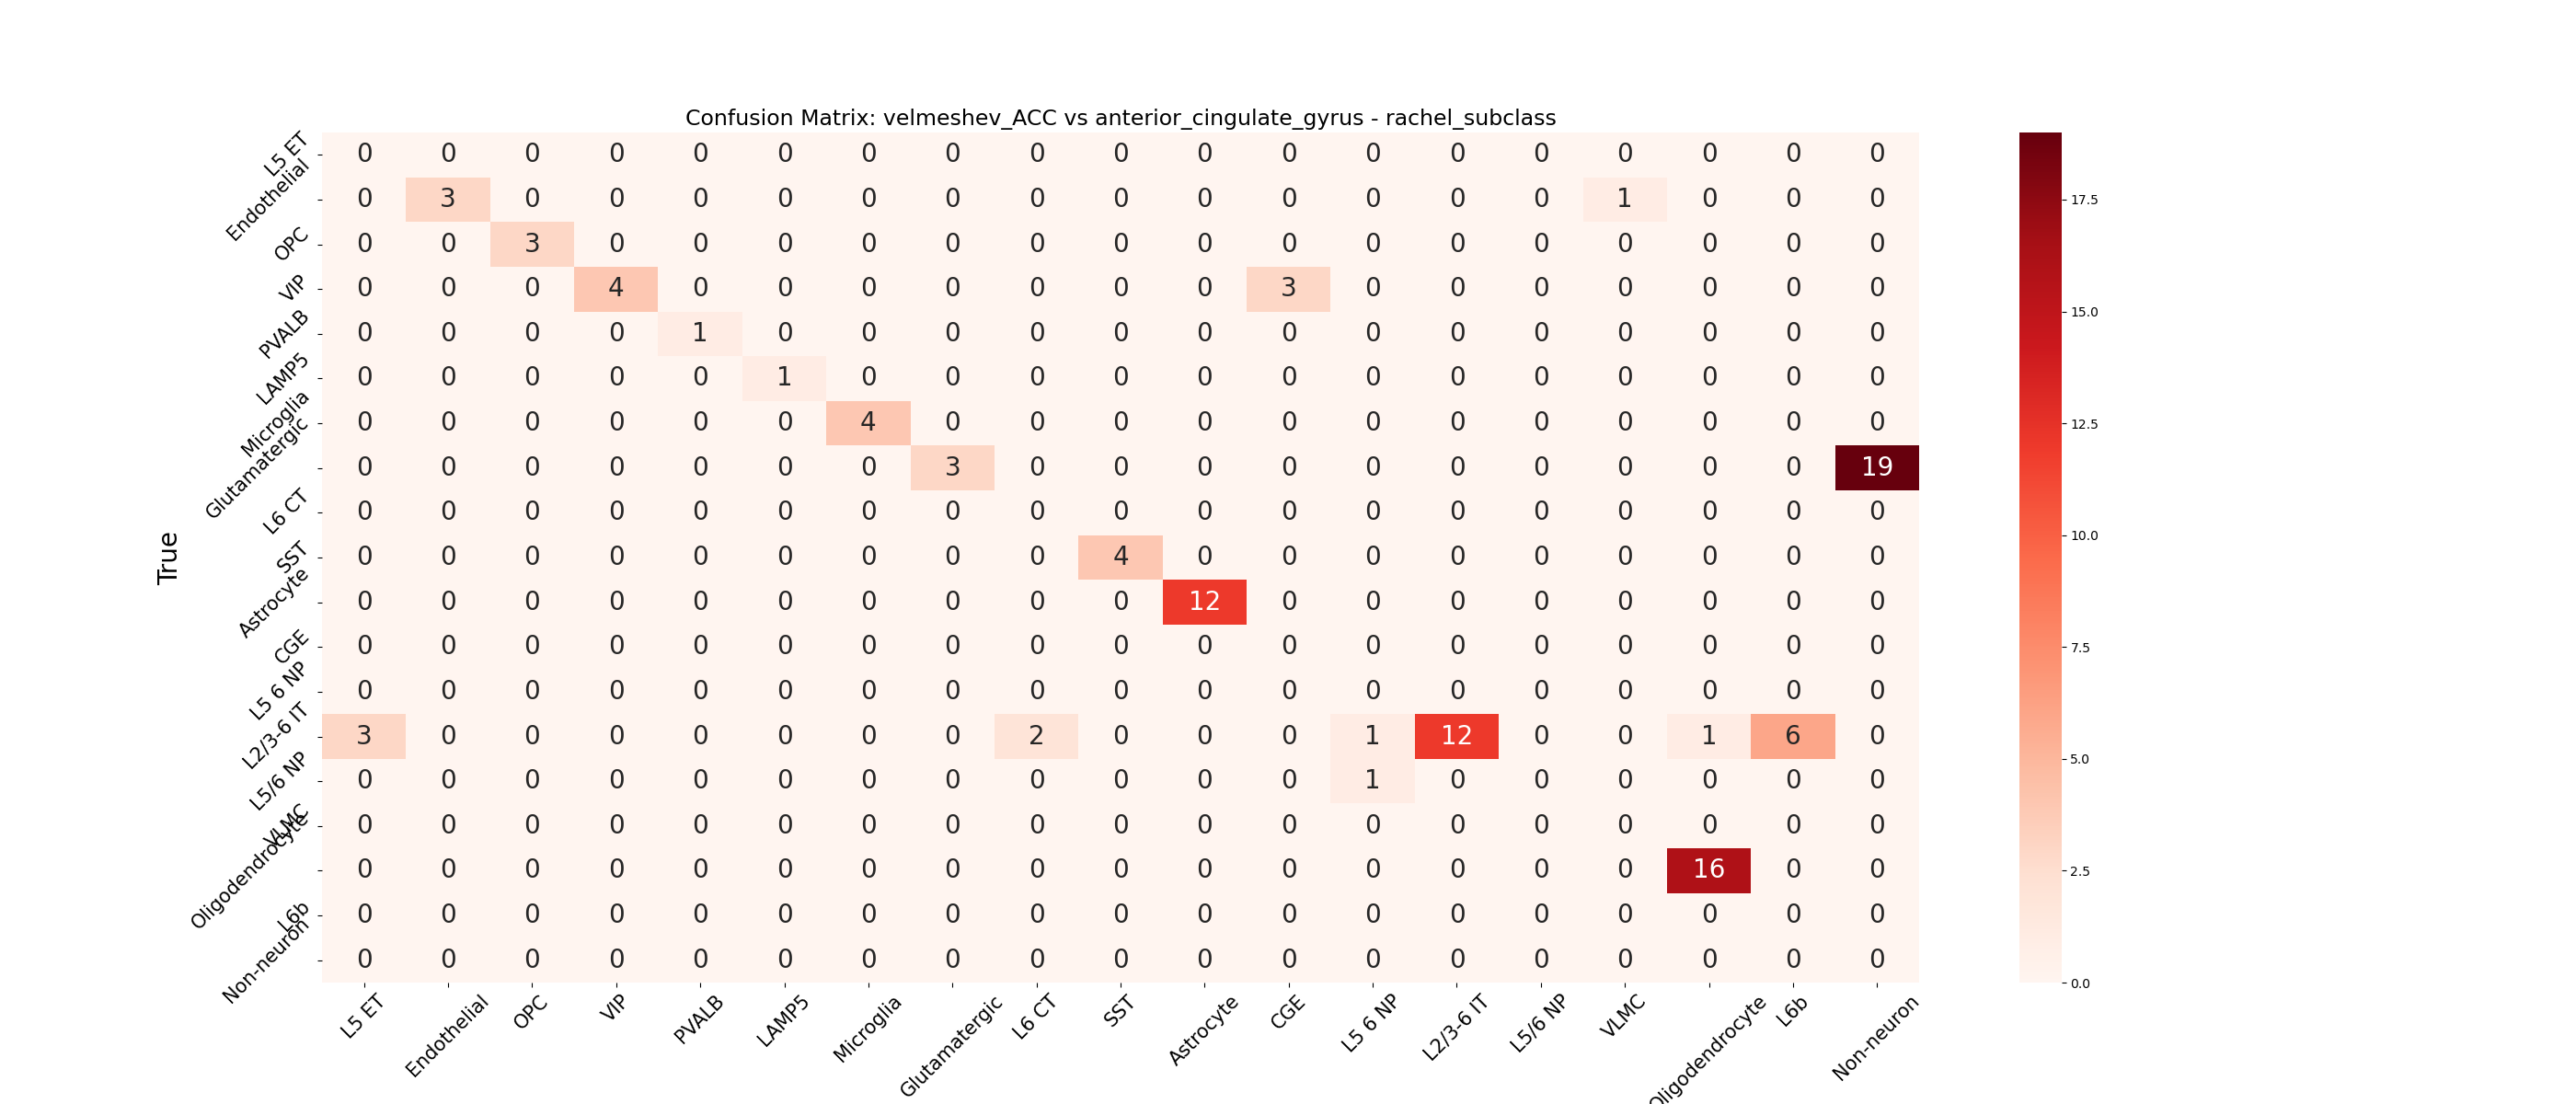 Confusion Matrix: velmeshev_ACC vs anterior_cingulate_gyrus - rachel_subclass
True
L5 ET 0 0 0 0 0 0 0 0 0 0 0 0 0 0 0 0 0 0 0
Endothelial 0 3 0 0 0 0 0 0 0 0 0 0 0 0 0 1 0 0 0
OPC 0 0 3 0 0 0 0 0 0 0 0 0 0 0 0 0 0 0 0
VIP 0 0 0 4 0 0 0 0 0 0 0 3 0 0 0 0 0 0 0
PVALB 0 0 0 0 1 0 0 0 0 0 0 0 0 0 0 0 0 0 0
LAMP5 0 0 0 0 0 1 0 0 0 0 0 0 0 0 0 0 0 0 0
Microglia 0 0 0 0 0 0 4 0 0 0 0 0 0 0 0 0 0 0 0
Glutamatergic 0 0 0 0 0 0 0 3 0 0 0 0 0 0 0 0 0 0 19
L6 CT 0 0 0 0 0 0 0 0 0 0 0 0 0 0 0 0 0 0 0
SST 0 0 0 0 0 0 0 0 0 4 0 0 0 0 0 0 0 0 0
Astrocyte 0 0 0 0 0 0 0 0 0 0 12 0 0 0 0 0 0 0 0
CGE 0 0 0 0 0 0 0 0 0 0 0 0 0 0 0 0 0 0 0
L5 6 NP 0 0 0 0 0 0 0 0 0 0 0 0 0 0 0 0 0 0 0
L2/3-6 IT 3 0 0 0 0 0 0 0 2 0 0 0 1 12 0 0 1 6 0
L5/6 NP 0 0 0 0 0 0 0 0 0 0 0 0 1 0 0 0 0 0 0
VLMC 0 0 0 0 0 0 0 0 0 0 0 0 0 0 0 0 0 0 0
Oligodendrocyte 0 0 0 0 0 0 0 0 0 0 0 0 0 0 0 0 16 0 0
L6b 0 0 0 0 0 0 0 0 0 0 0 0 0 0 0 0 0 0 0
Non-neuron 0 0 0 0 0 0 0 0 0 0 0 0 0 0 0 0 0 0 0
L5 ET Endothelial OPC VIP PVALB LAMP5 Microglia Glutamatergic L6 CT SST Astrocyte CGE L5 6 NP L2/3-6 IT L5/6 NP VLMC Oligodendrocyte L6b Non-neuron
17.5
15.0
12.5
10.0
7.5
5.0
2.5
0.0